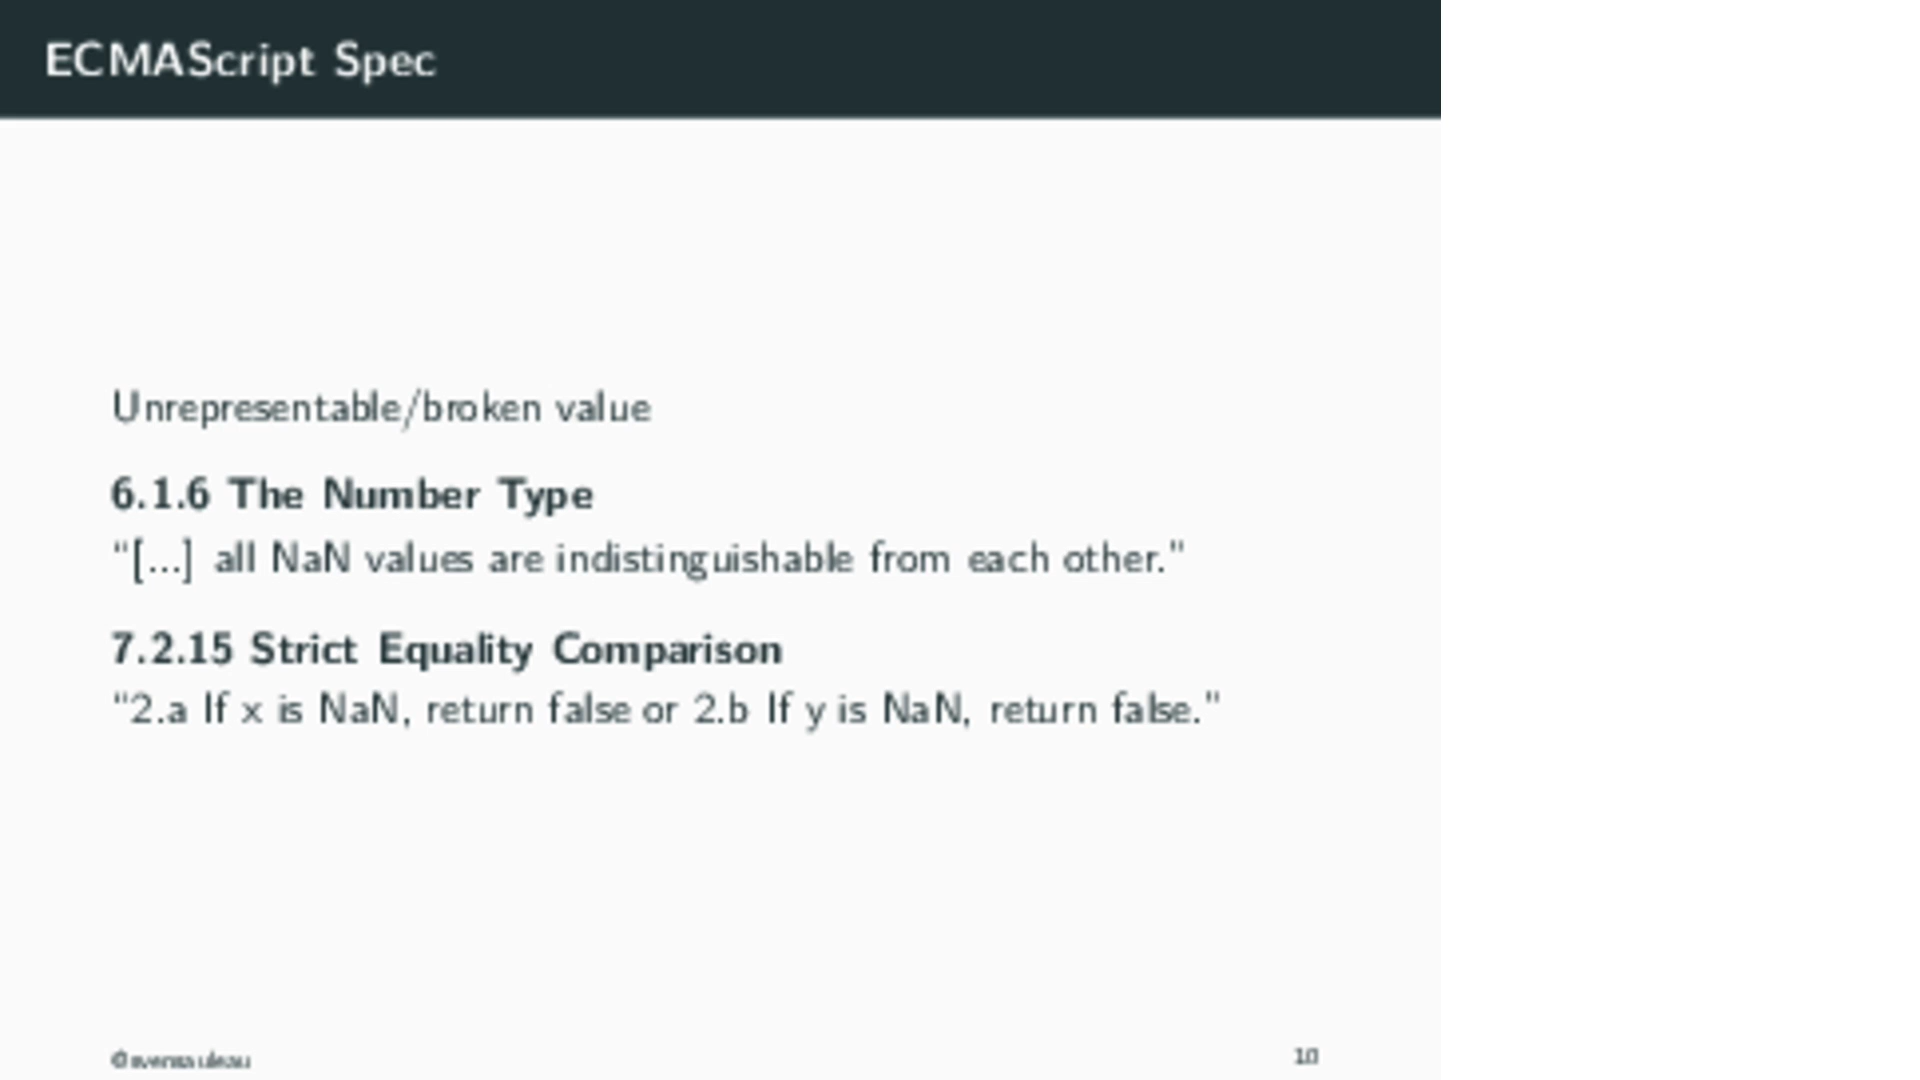 ECMAScript Spec
Unrepresentable/broken value
6.1.6 The Number Type
"[...] all NaN values are indistinguishable from each other."
7.2.15 Strict Equality Comparison
"2.a If x is NaN, return false or 2.b If y is NaN, return false."
@svensauleau
10